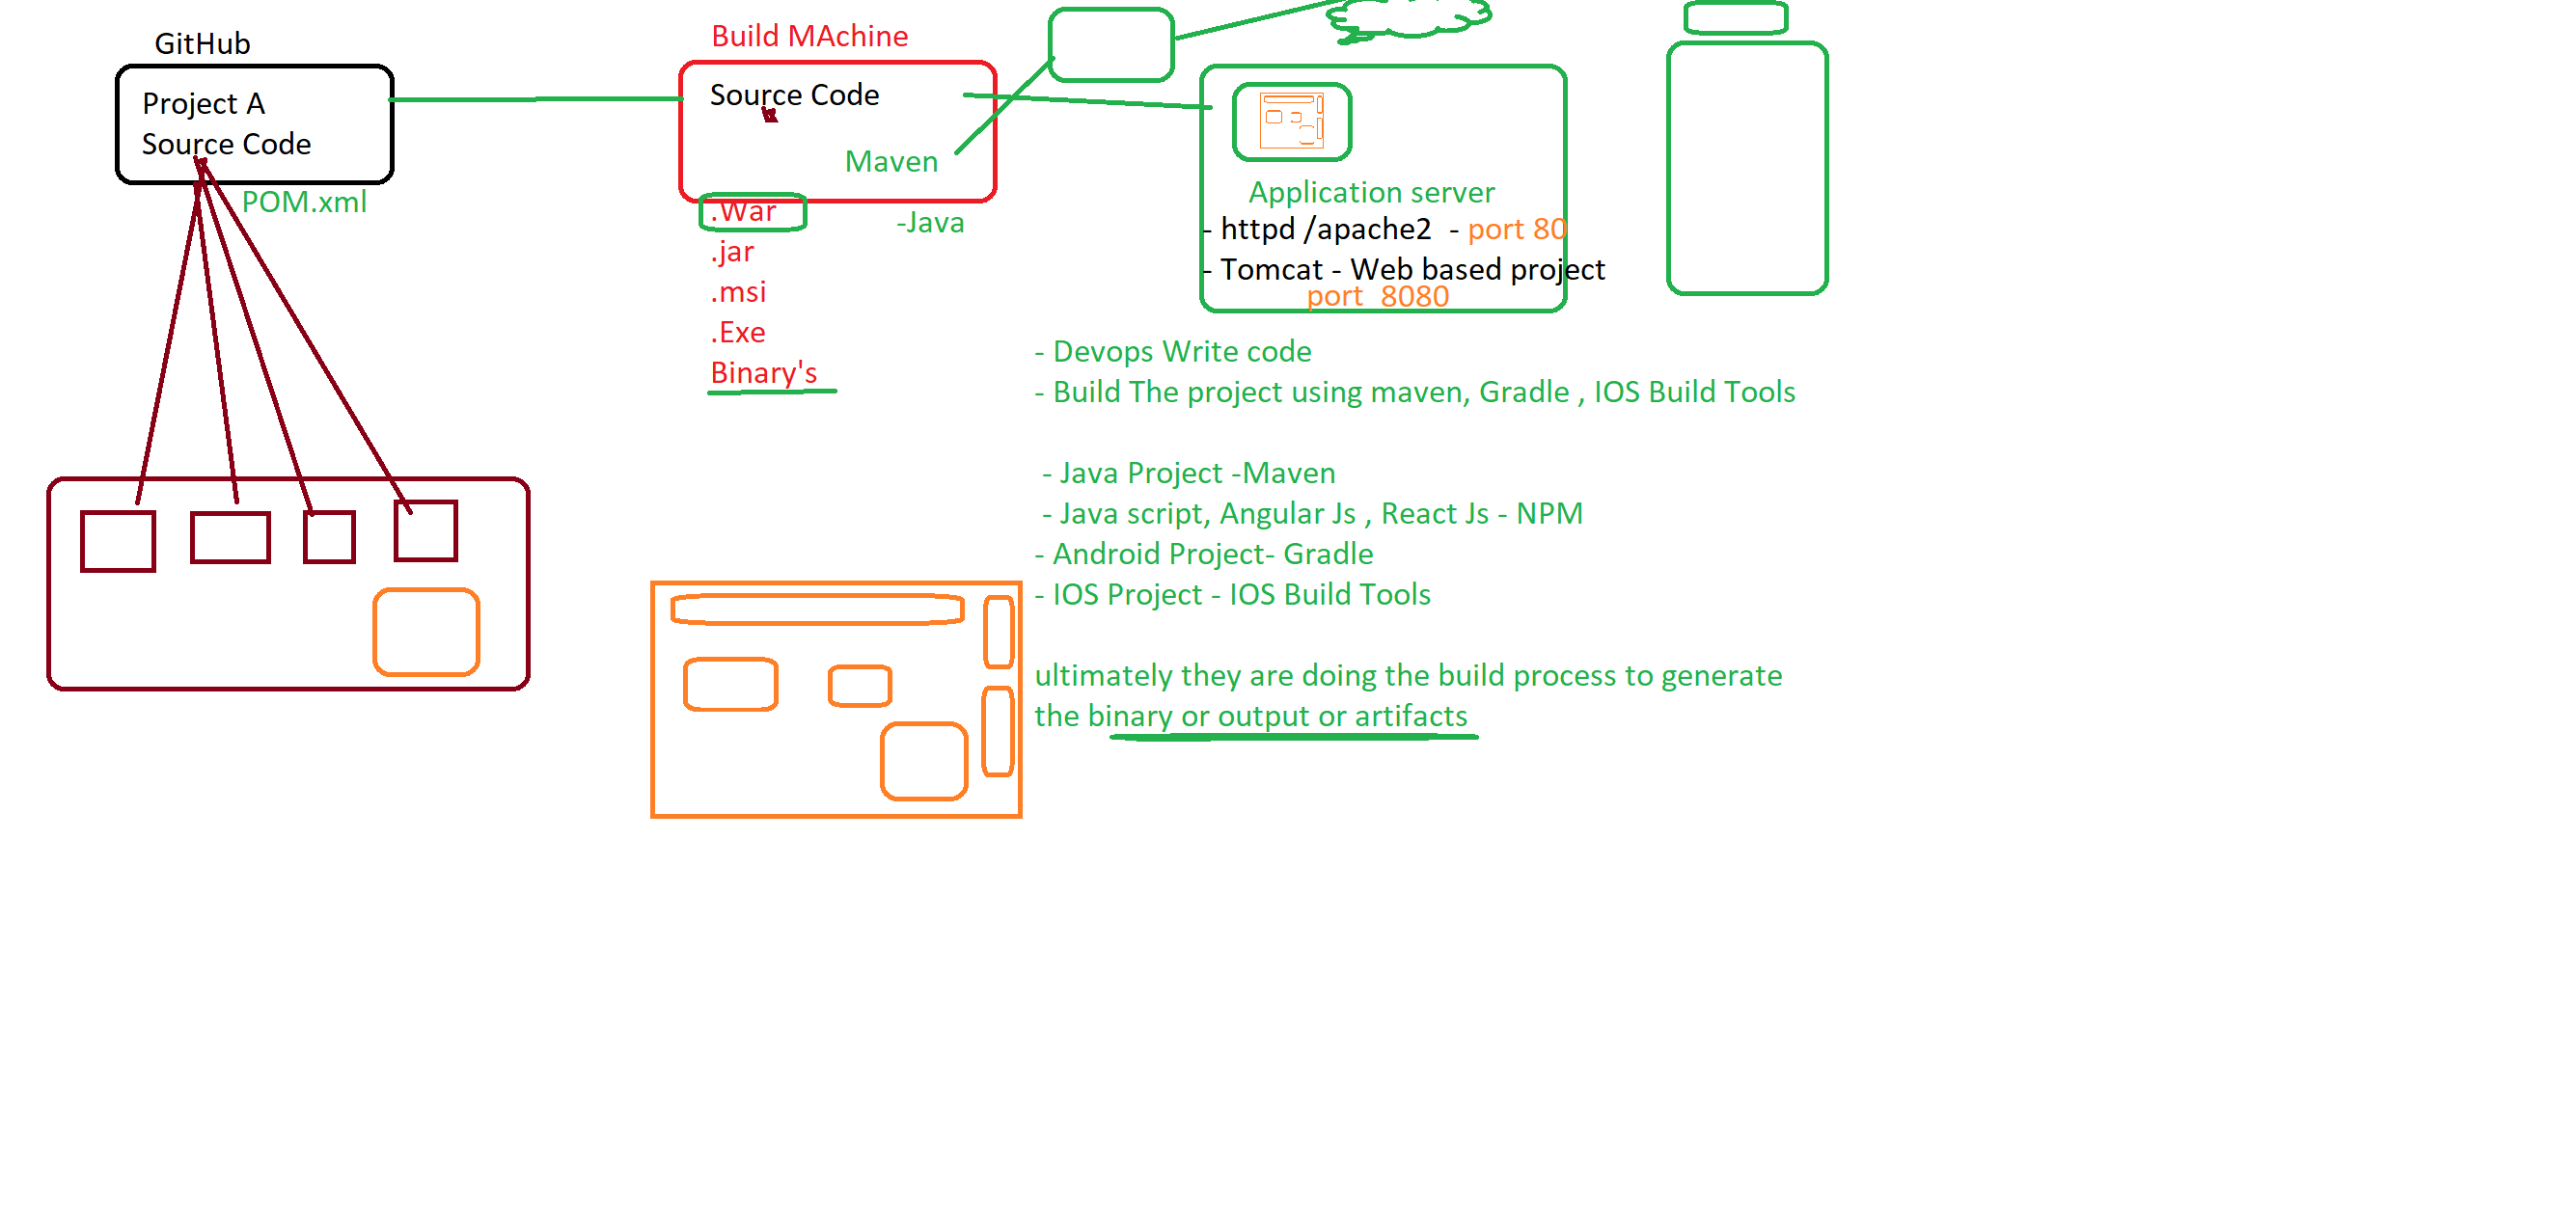 GitHub
Project A
Source Code
POM.xml
Build MAchine
Source Code
Maven
-Java
.War
.jar
.msi
.Exe
Binary's
Application server
- httpd /apache2  - port 80
- Tomcat - Web based project
port  8080
- Devops Write code
- Build The project using maven, Gradle , IOS Build Tools
- Java Project -Maven
- Java script, Angular Js , React Js - NPM
- Android Project- Gradle
- IOS Project - IOS Build Tools
ultimately they are doing the build process to generate
the binary or output or artifacts